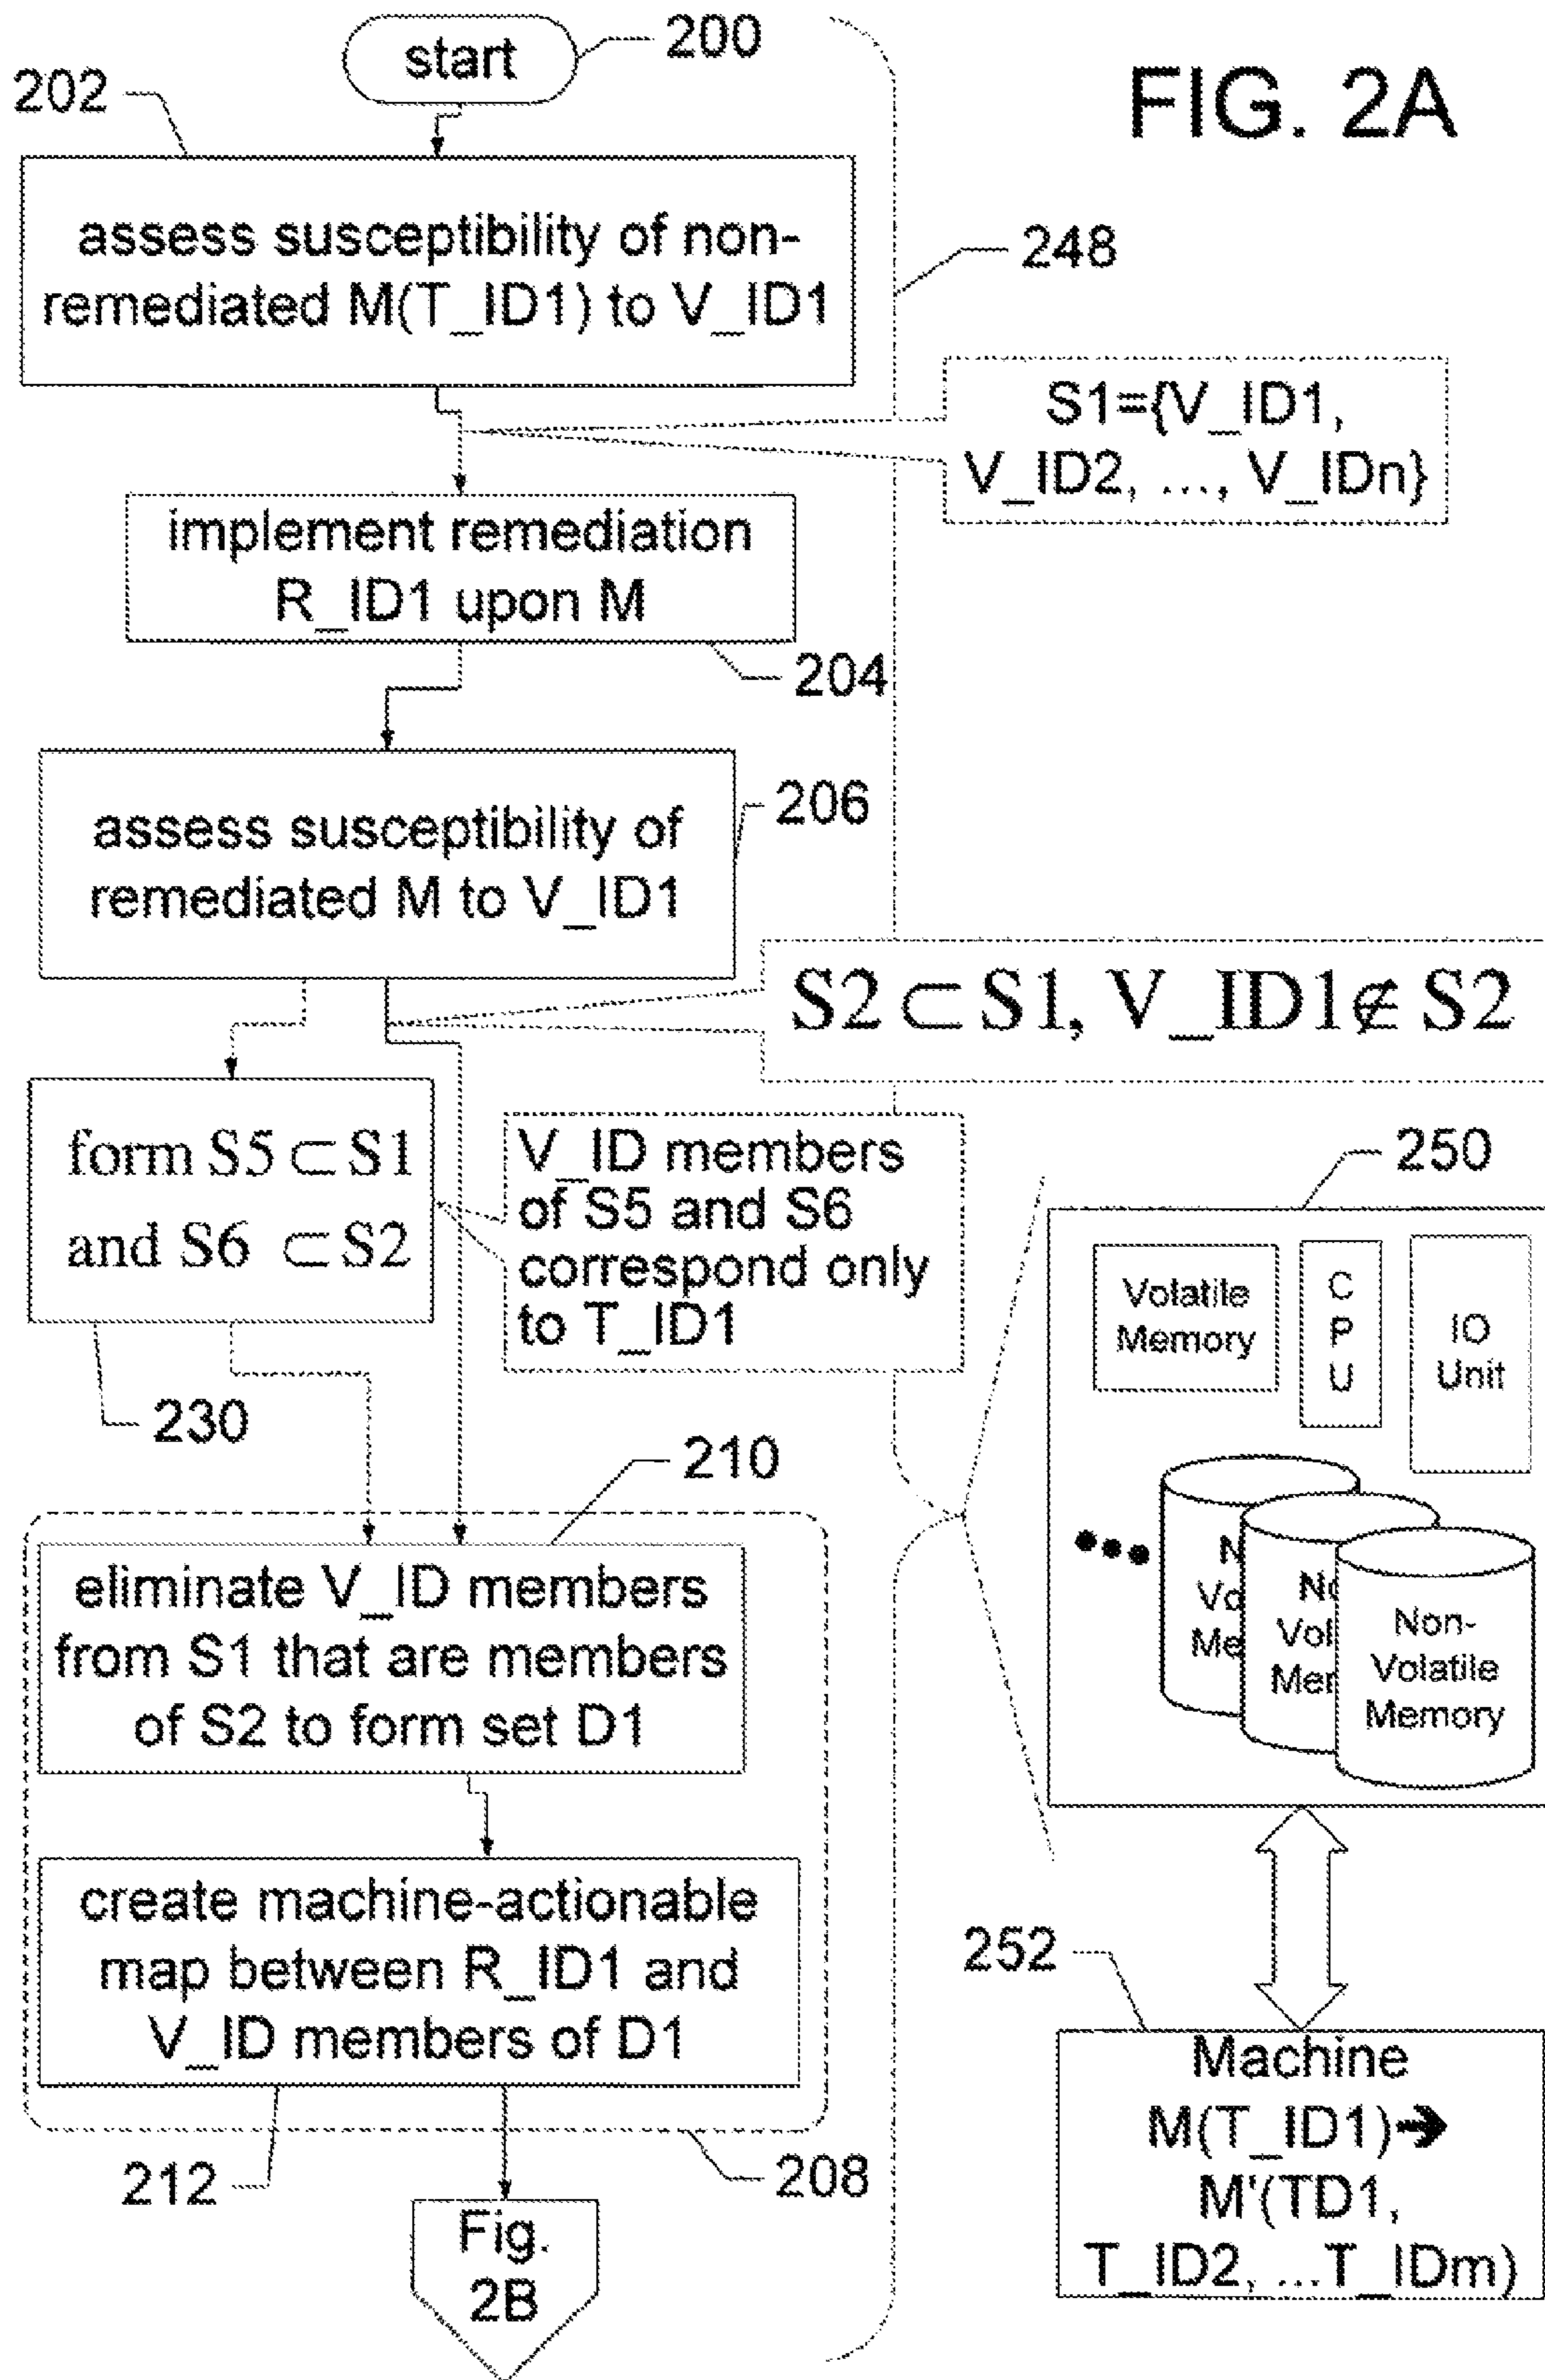 start
200
FIG. 2A
202
assess susceptibility of non-
remediated M(T_ID1) to V_ID1
248
S1={V_ID1,
V_ID2, ..., V_IDn}
implement remediation
R_ID1 upon M
204
206
assess susceptibility of
remediated M to V_ID1
S2 ⊂ S1, V_ID1 ∉ S2
form S5 ⊂ S1
and S6 ⊂ S2
V_ID members
of S5 and S6
correspond only
to T_ID1
230
250
Volatile
Memory
C
P
U
IO
Unit
N
Vo
Me
No
Vol
Mem
Non-
Volatile
Memory
210
eliminate V_ID members
from S1 that are members
of S2 to form set D1
create machine-actionable
map between R_ID1 and
V_ID members of D1
212
208
Fig.
2B
252
Machine
M(T_ID1)➔
M'(TD1,
T_ID2, ...T_IDm)